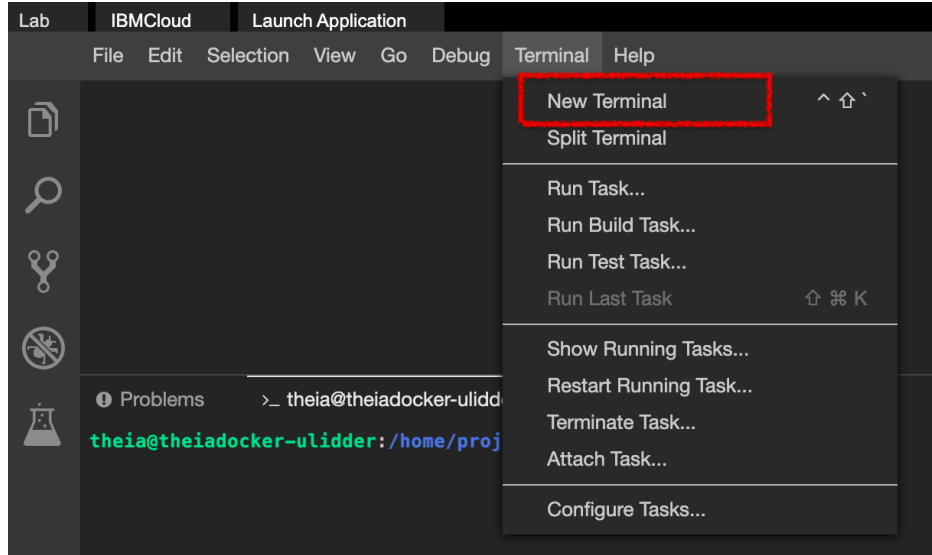 Lab IBMCloud Launch Application
File Edit Selection View Go Debug Terminal Help
New Terminal ^ ⇧ `
Split Terminal
Run Task...
Run Build Task...
Run Test Task...
Run Last Task ⇧ ⌘ K
Show Running Tasks...
Restart Running Task...
Terminate Task...
Attach Task...
Configure Tasks...
Problems >_ theia@theiadocker-ulidd
theia@theiadocker-ulidder:/home/proj